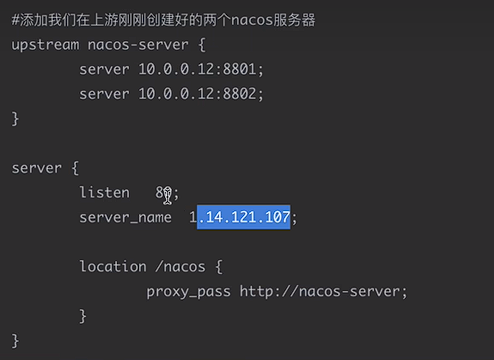 #添加我们在上游刚刚创建好的两个nacos服务器
upstream nacos-server {
server 10.0.0.12:8801;
server 10.0.0.12:8802;
}
server {
listen 80;
server_name 1.14.121.107;
location /nacos {
proxy_pass http://nacos-server;
}
}